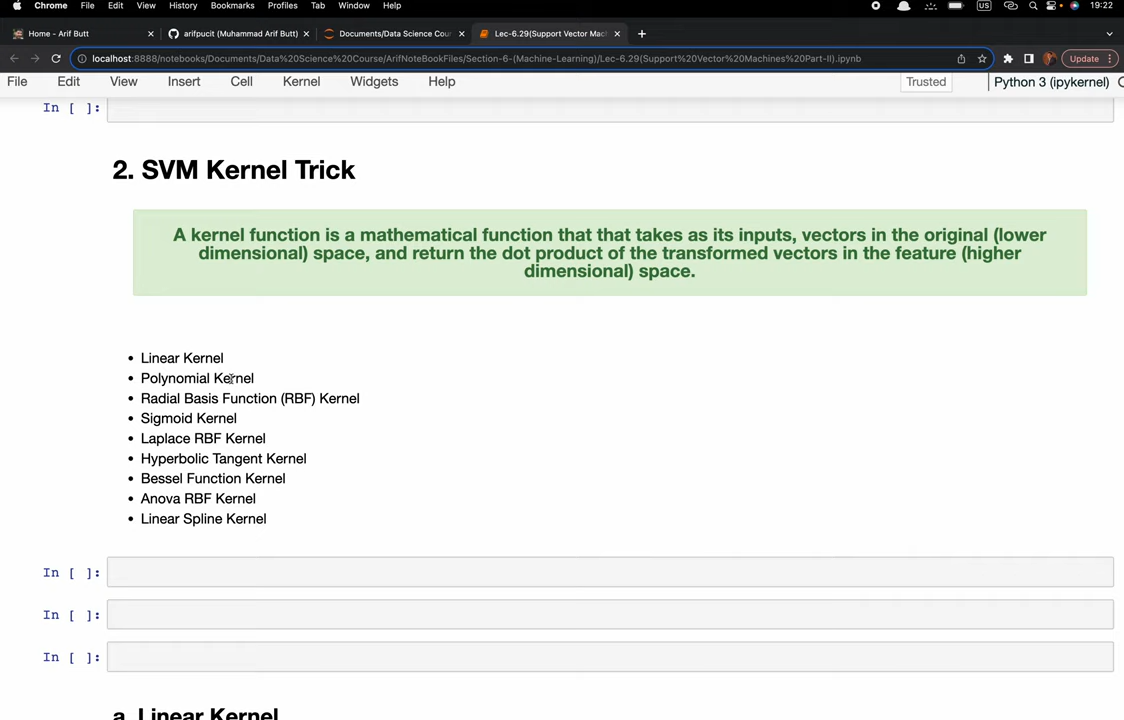 Chrome File Edit View History Bookmarks Profiles Tab Window Help US 19:22
Home - Arif Butt
arifpucit (Muhammad Arif Butt)
Documents/Data Science Cou
Lec-6.29(Support Vector Mac
localhost:8888/notebooks/Documents/Data%20Science%20Course/ArifNoteBookFiles/Section-6-(Machine-Learning)/Lec-6.29(Support%20Vector%20Machines%20Part-II).ipynb
Update
File Edit View Insert Cell Kernel Widgets Help Trusted Python 3 (ipykernel)
In [ ]:
2. SVM Kernel Trick
A kernel function is a mathematical function that that takes as its inputs, vectors in the original (lower
dimensional) space, and return the dot product of the transformed vectors in the feature (higher
dimensional) space.
• Linear Kernel
• Polynomial Kernel
• Radial Basis Function (RBF) Kernel
• Sigmoid Kernel
• Laplace RBF Kernel
• Hyperbolic Tangent Kernel
• Bessel Function Kernel
• Anova RBF Kernel
• Linear Spline Kernel
In [ ]:
In [ ]:
In [ ]:
a. Linear Kernel